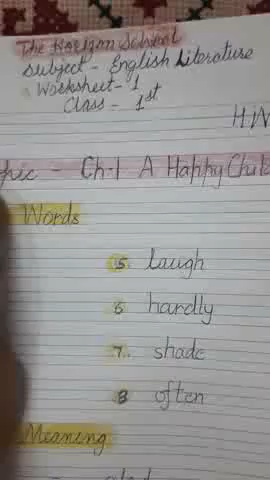 The Horizon School
Subject - English Literature
Worksheet - 1
Class - 1st
H.W
- Ch-1 A Happy Child
Words
5. laugh
6 hardly
7. shade
8 often
Meaning